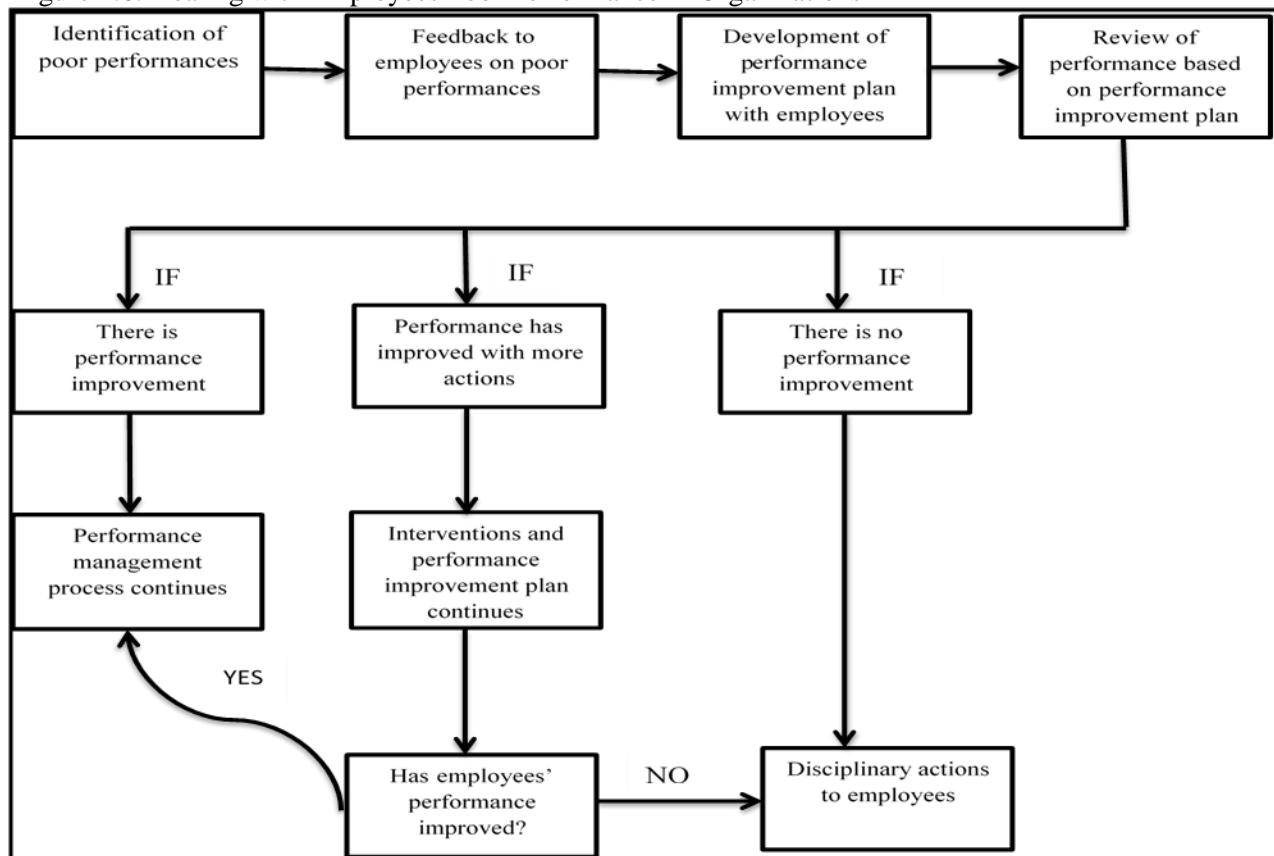 Identification of
poor performances
Feedback to
employees on poor
performances
Development of
performance
improvement plan
with employees
Review of
performance based
on performance
improvement plan
IF
IF
IF
There is
performance
improvement
Performance has
improved with more
actions
There is no
performance
improvement
Performance
management
process continues
Interventions and
performance
improvement plan
continues
YES
Has employees’
performance
improved?
NO
Disciplinary actions
to employees